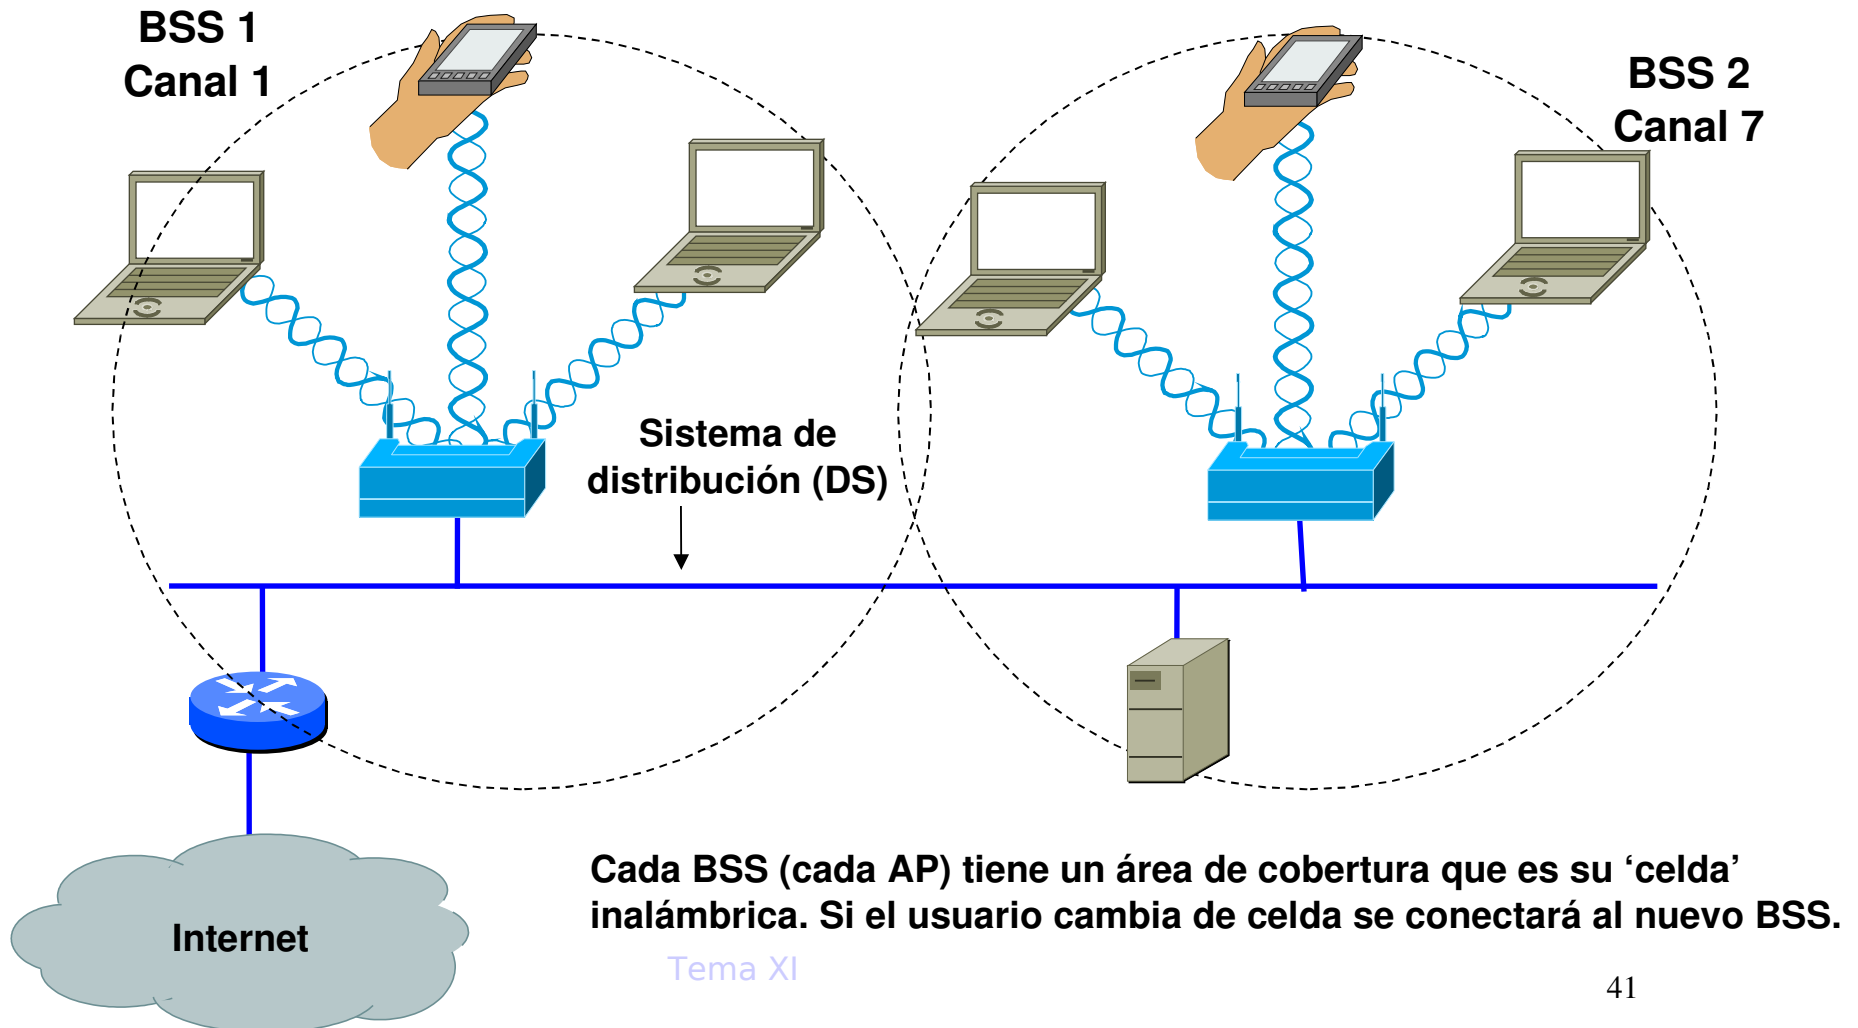 BSS 1
Canal 1
BSS 2
Canal 7
Sistema de
distribución (DS)
Internet
Cada BSS (cada AP) tiene un área de cobertura que es su ‘celda’
inalámbrica. Si el usuario cambia de celda se conectará al nuevo BSS.
Tema XI
41